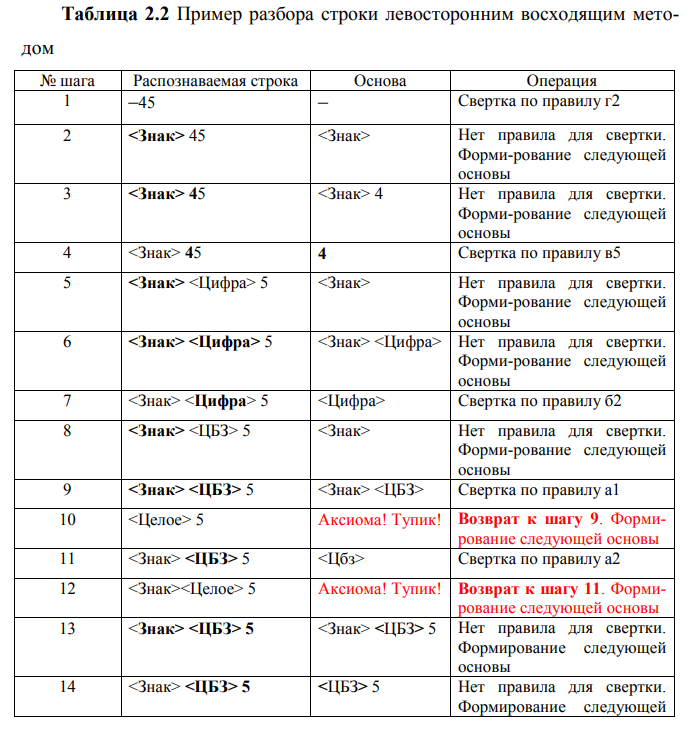 Таблица 2.2 Пример разбора строки левосторонним восходящим мето-
дом
№ шага Распознаваемая строка Основа Операция
1 –45 – Свертка по правилу г2
2 <Знак> 45 <Знак> Нет правила для свертки.
Форми-рование следующей
основы
3 <Знак> 45 <Знак> 4 Нет правила для свертки.
Форми-рование следующей
основы
4 <Знак> 45 4 Свертка по правилу в5
5 <Знак> <Цифра> 5 <Знак> Нет правила для свертки.
Форми-рование следующей
основы
6 <Знак> <Цифра> 5 <Знак> <Цифра> Нет правила для свертки.
Форми-рование следующей
основы
7 <Знак> <Цифра> 5 <Цифра> Свертка по правилу б2
8 <Знак> <ЦБЗ> 5 <Знак> Нет правила для свертки.
Форми-рование следующей
основы
9 <Знак> <ЦБЗ> 5 <Знак> <ЦБЗ> Свертка по правилу а1
10 <Целое> 5 Аксиома! Тупик! Возврат к шагу 9. Форми-
рование следующей основы
11 <Знак> <ЦБЗ> 5 <Цбз> Свертка по правилу а2
12 <Знак><Целое> 5 Аксиома! Тупик! Возврат к шагу 11. Форми-
рование следующей основы
13 <Знак> <ЦБЗ> 5 <Знак> <ЦБЗ> 5 Нет правила для свертки.
Формирование следующей
основы
14 <Знак> <ЦБЗ> 5 <ЦБЗ> 5 Нет правила для свертки.
Формирование следующей